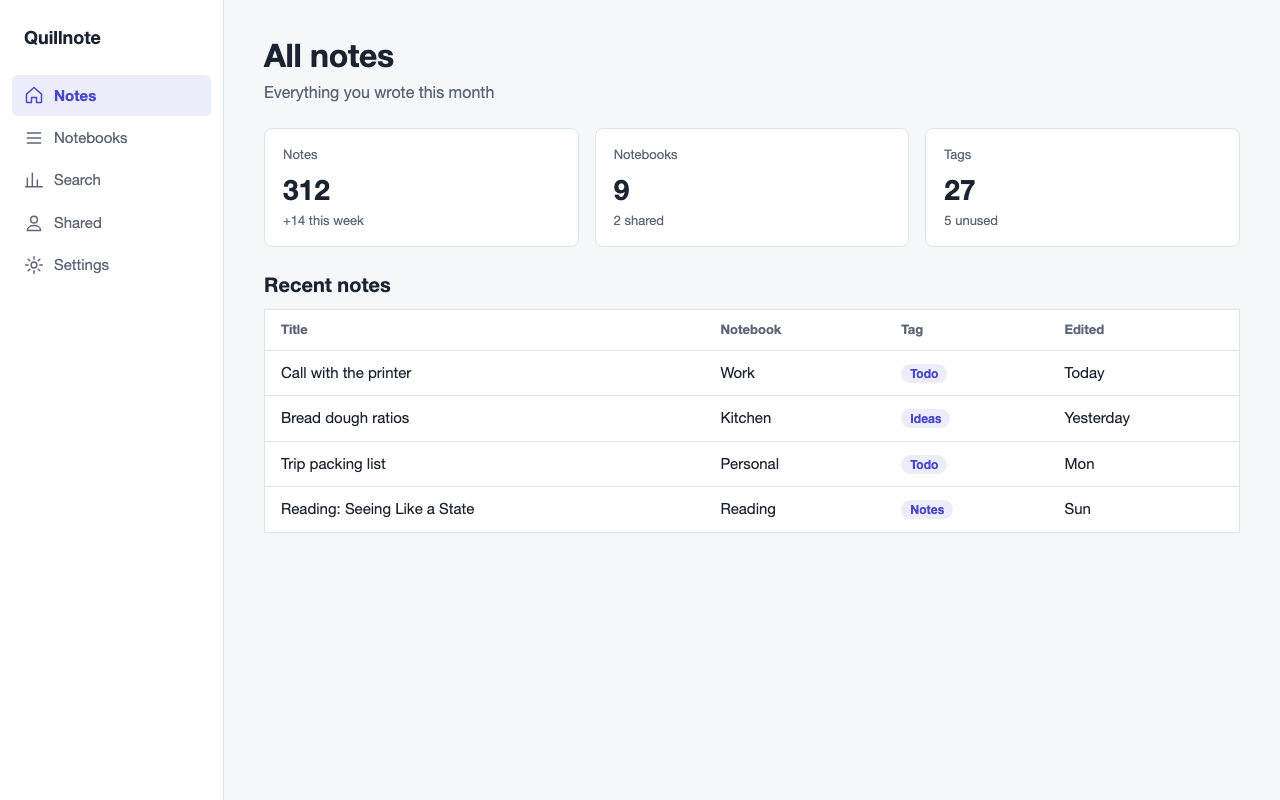 Quillnote
Notes
Notebooks
Search
Shared
Settings
All notes
Everything you wrote this month
Notes
312
+14 this week
Notebooks
9
2 shared
Tags
27
5 unused
Recent notes
Title Notebook Tag Edited
Call with the printer Work Todo Today
Bread dough ratios Kitchen Ideas Yesterday
Trip packing list Personal Todo Mon
Reading: Seeing Like a State Reading Notes Sun